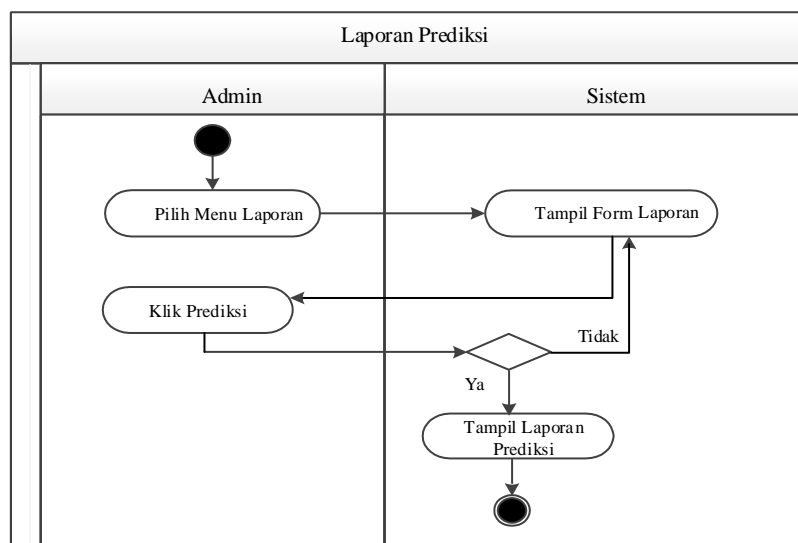 Laporan Prediksi
Admin
Sistem
Pilih Menu Laporan
Tampil Form Laporan
Klik Prediksi
Tidak
Ya
Tampil Laporan
Prediksi